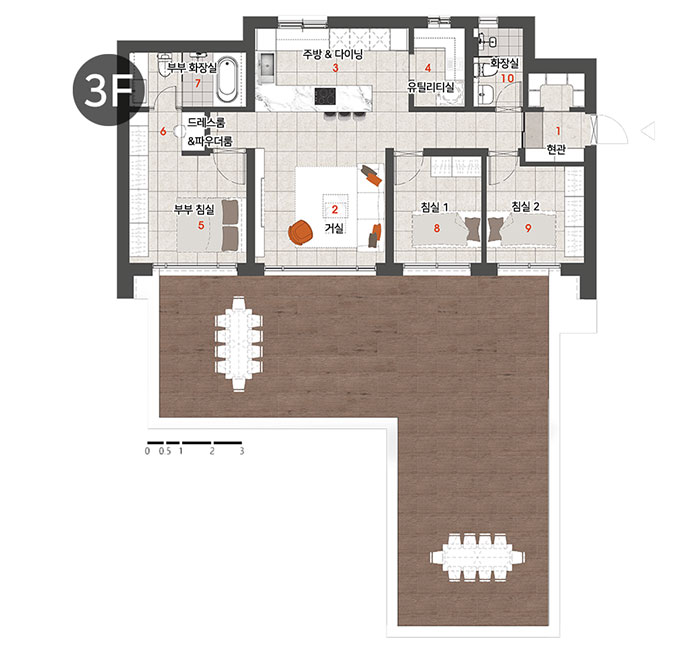 3F
주방 & 다이닝
3
부부 화장실
7
4
유틸리티실
화장실
10
6
드레스룸
&파우더룸
1
현관
부부 침실
5
2
거실
침실 1
8
침실 2
9
0 0.5 1 2 3